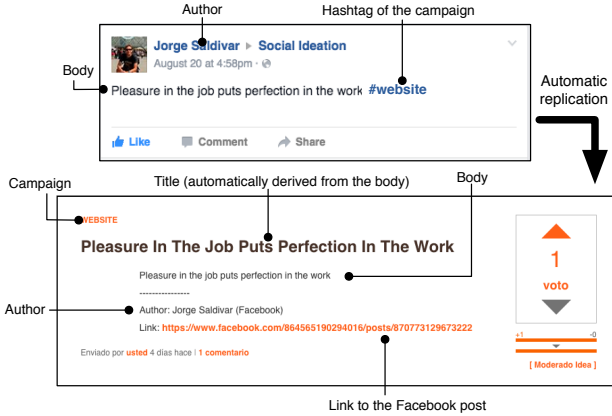 Author
Hashtag of the campaign
Jorge Saldivar ▸ Social Ideation
August 20 at 4:58pm ·
Body
Pleasure in the job puts perfection in the work #website
Like Comment Share
Automatic
replication
Campaign
Title (automatically derived from the body)
Body
WEBSITE
Pleasure In The Job Puts Perfection In The Work
Pleasure in the job puts perfection in the work
----------------
Author
Author: Jorge Saldivar (Facebook)
Link: https://www.facebook.com/864565190294016/posts/870773129673222
Enviado por usted 4 días hace | 1 comentario
1
voto
+1 -0
[ Moderado Idea ]
Link to the Facebook post